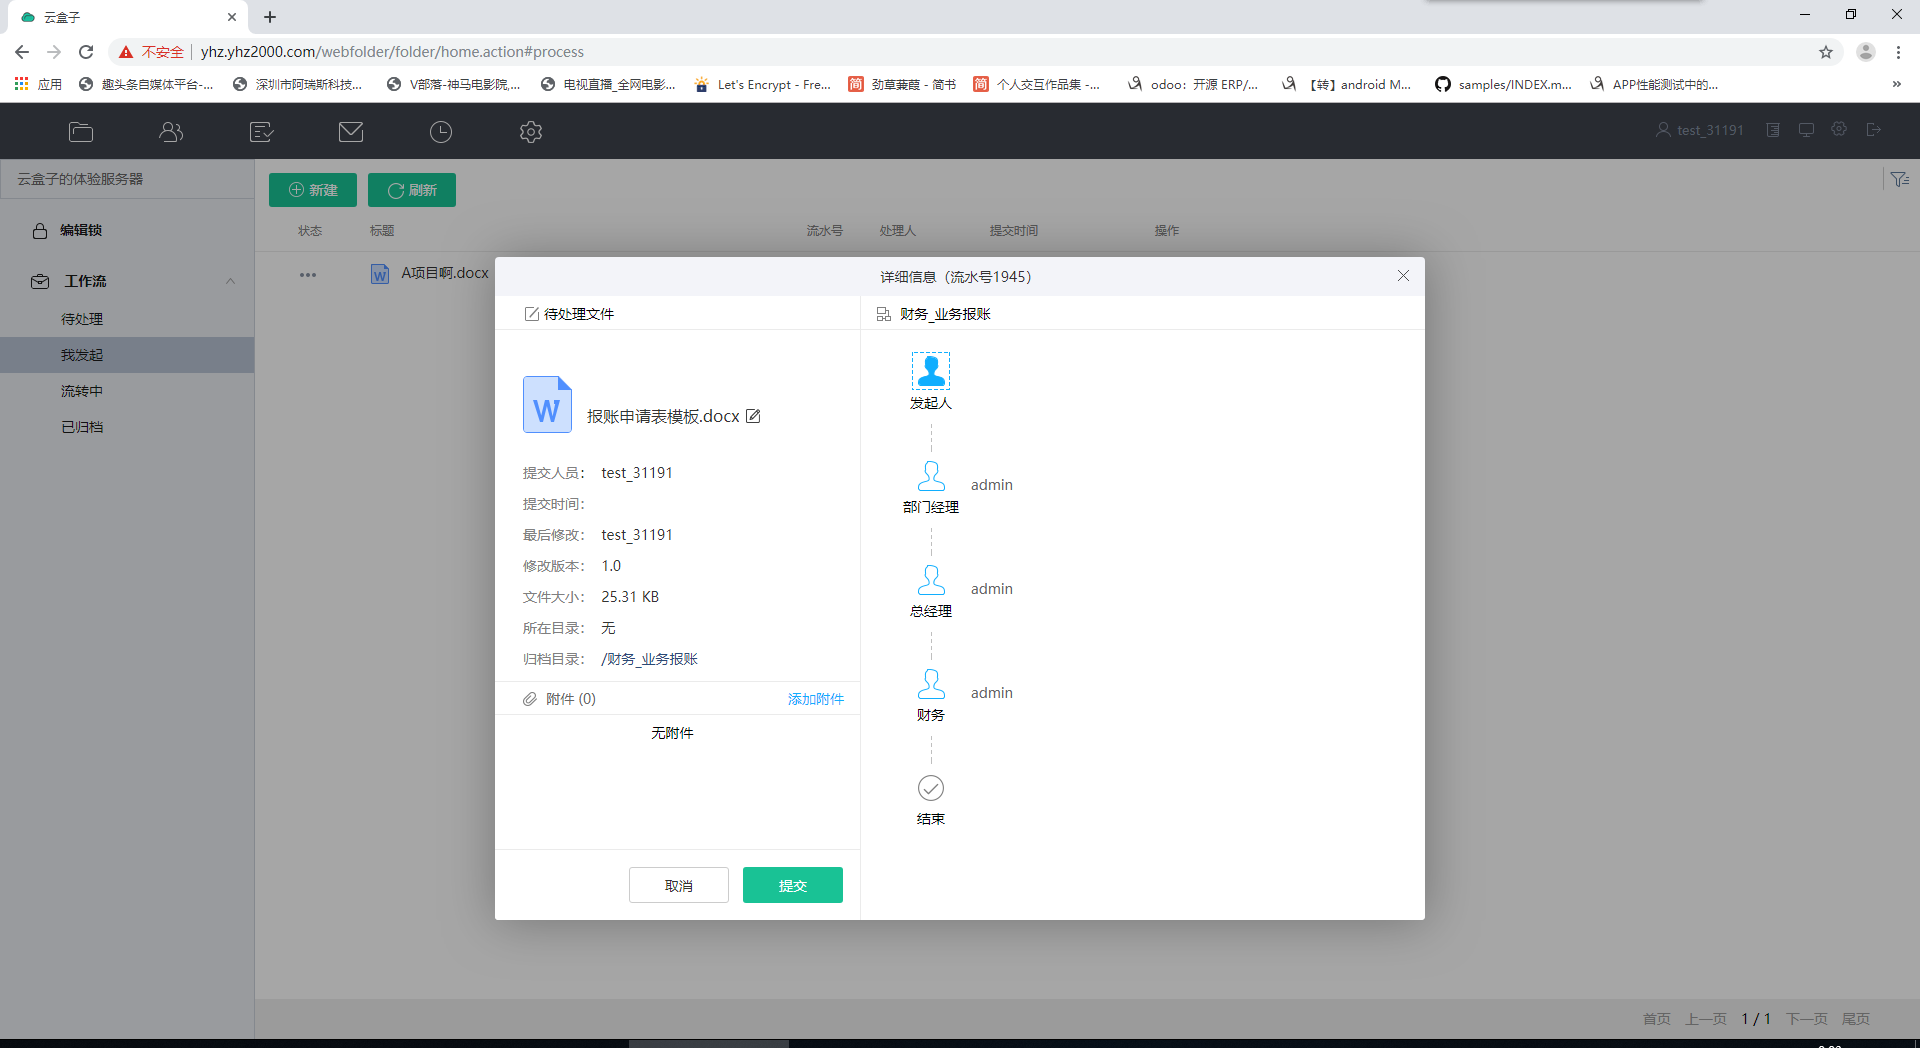 云盒子
不安全 yhz.yhz2000.com/webfolder/folder/home.action#process
应用 趣头条自媒体平台-... 深圳市阿瑞斯科技... V部落-神马电影院,... 电视直播_全网电影... Let's Encrypt - Fre... 简 劲草蒹葭 - 简书 简 个人交互作品集 -... odoo：开源 ERP/... 【转】android M... samples/INDEX.m... APP性能测试中的... »
test_31191
云盒子的体验服务器
新建 刷新
编辑锁
状态 标题 流水号 处理人 提交时间 操作
W A项目啊.docx
工作流
待处理
我发起
流转中
已归档
详细信息（流水号1945）
待处理文件
财务_业务报账
W 报账申请表模板.docx
提交人员： test_31191
提交时间：
最后修改： test_31191
修改版本： 1.0
文件大小： 25.31 KB
所在目录： 无
归档目录： /财务_业务报账
附件 (0) 添加附件
无附件
取消 提交
发起人
部门经理 admin
总经理 admin
财务 admin
结束
首页 上一页 1 / 1 下一页 尾页